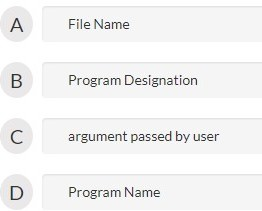 A File Name
B Program Designation
C argument passed by user
D Program Name